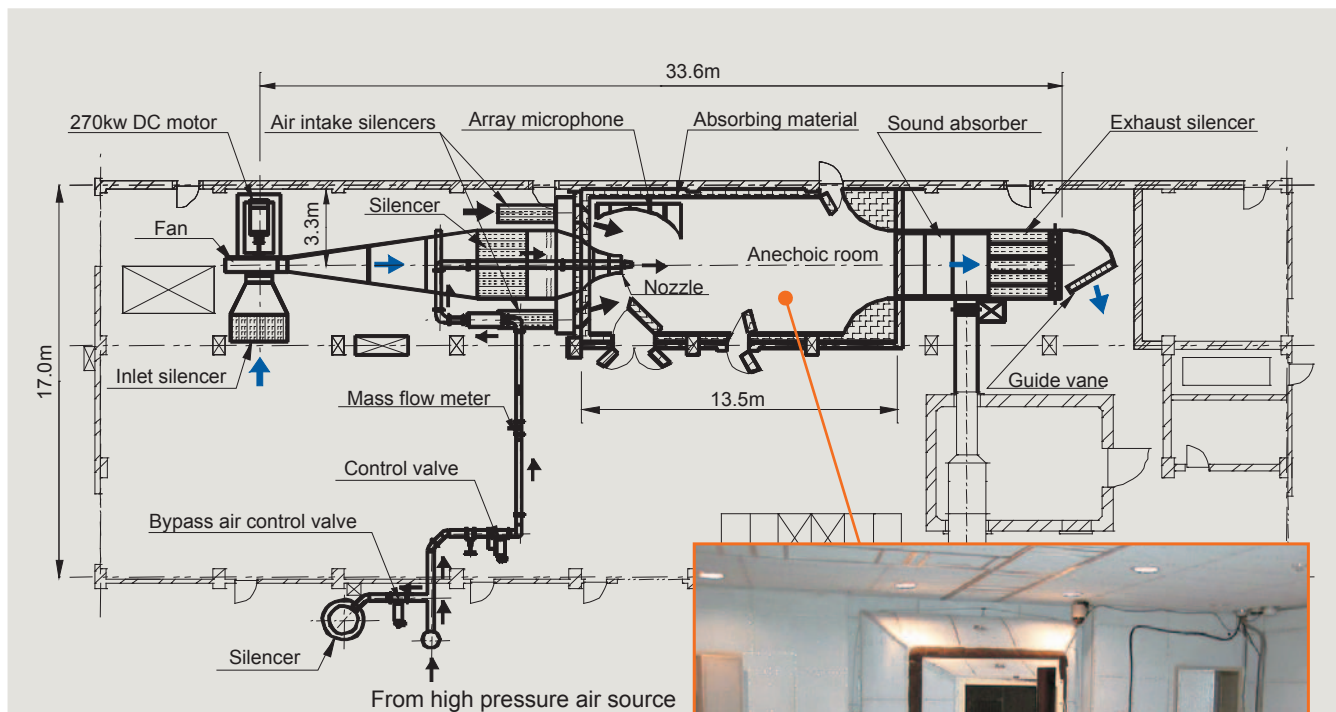 33.6m
270kw DC motor
Air intake silencers
Array microphone
Absorbing material
Sound absorber
Exhaust silencer
3.3m
Silencer
Fan
Anechoic room
Nozzle
17.0m
Inlet silencer
Guide vane
13.5m
Mass flow meter
Control valve
Bypass air control valve
Silencer
From high pressure air source